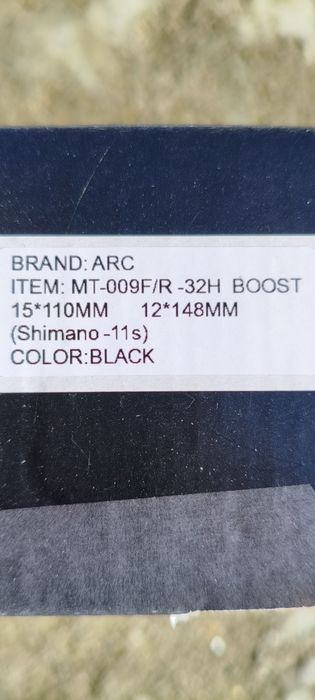 BRAND: ARC
ITEM: MT-009F/R -32H BOOST
15*110MM 12*148MM
(Shimano -11s)
COLOR:BLACK